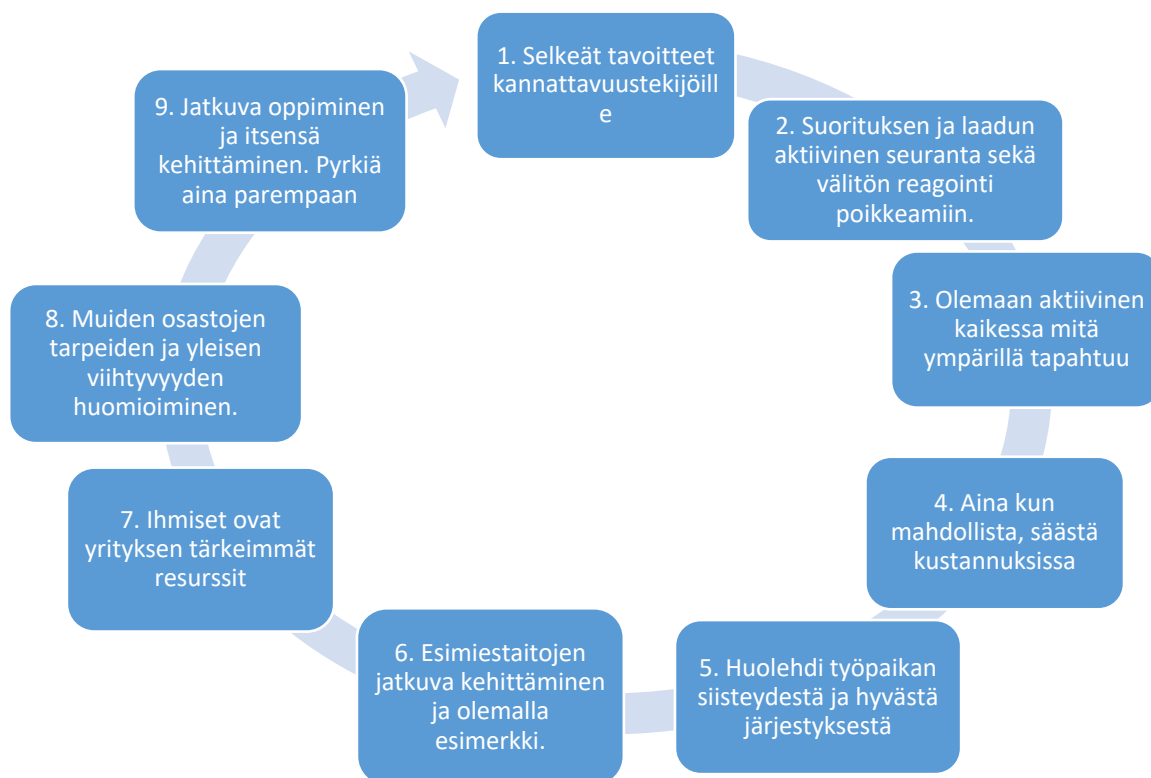 1. Selkeät tavoitteet
kannattavuustekijöill
e
2. Suorituksen ja laadun
aktiivinen seuranta sekä
välitön reagointi
poikkeamiin.
3. Olemaan aktiivinen
kaikessa mitä
ympärillä tapahtuu
4. Aina kun
mahdollista, säästä
kustannuksissa
5. Huolehdi työpaikan
siisteydestä ja hyvästä
järjestyksestä
6. Esimiestaitojen
jatkuva kehittäminen
ja olemalla
esimerkki.
7. Ihmiset ovat
yrityksen tärkeimmät
resurssit
8. Muiden osastojen
tarpeiden ja yleisen
viihtyvyyden
huomioiminen.
9. Jatkuva oppiminen
ja itsensä
kehittäminen. Pyrkiä
aina parempaan